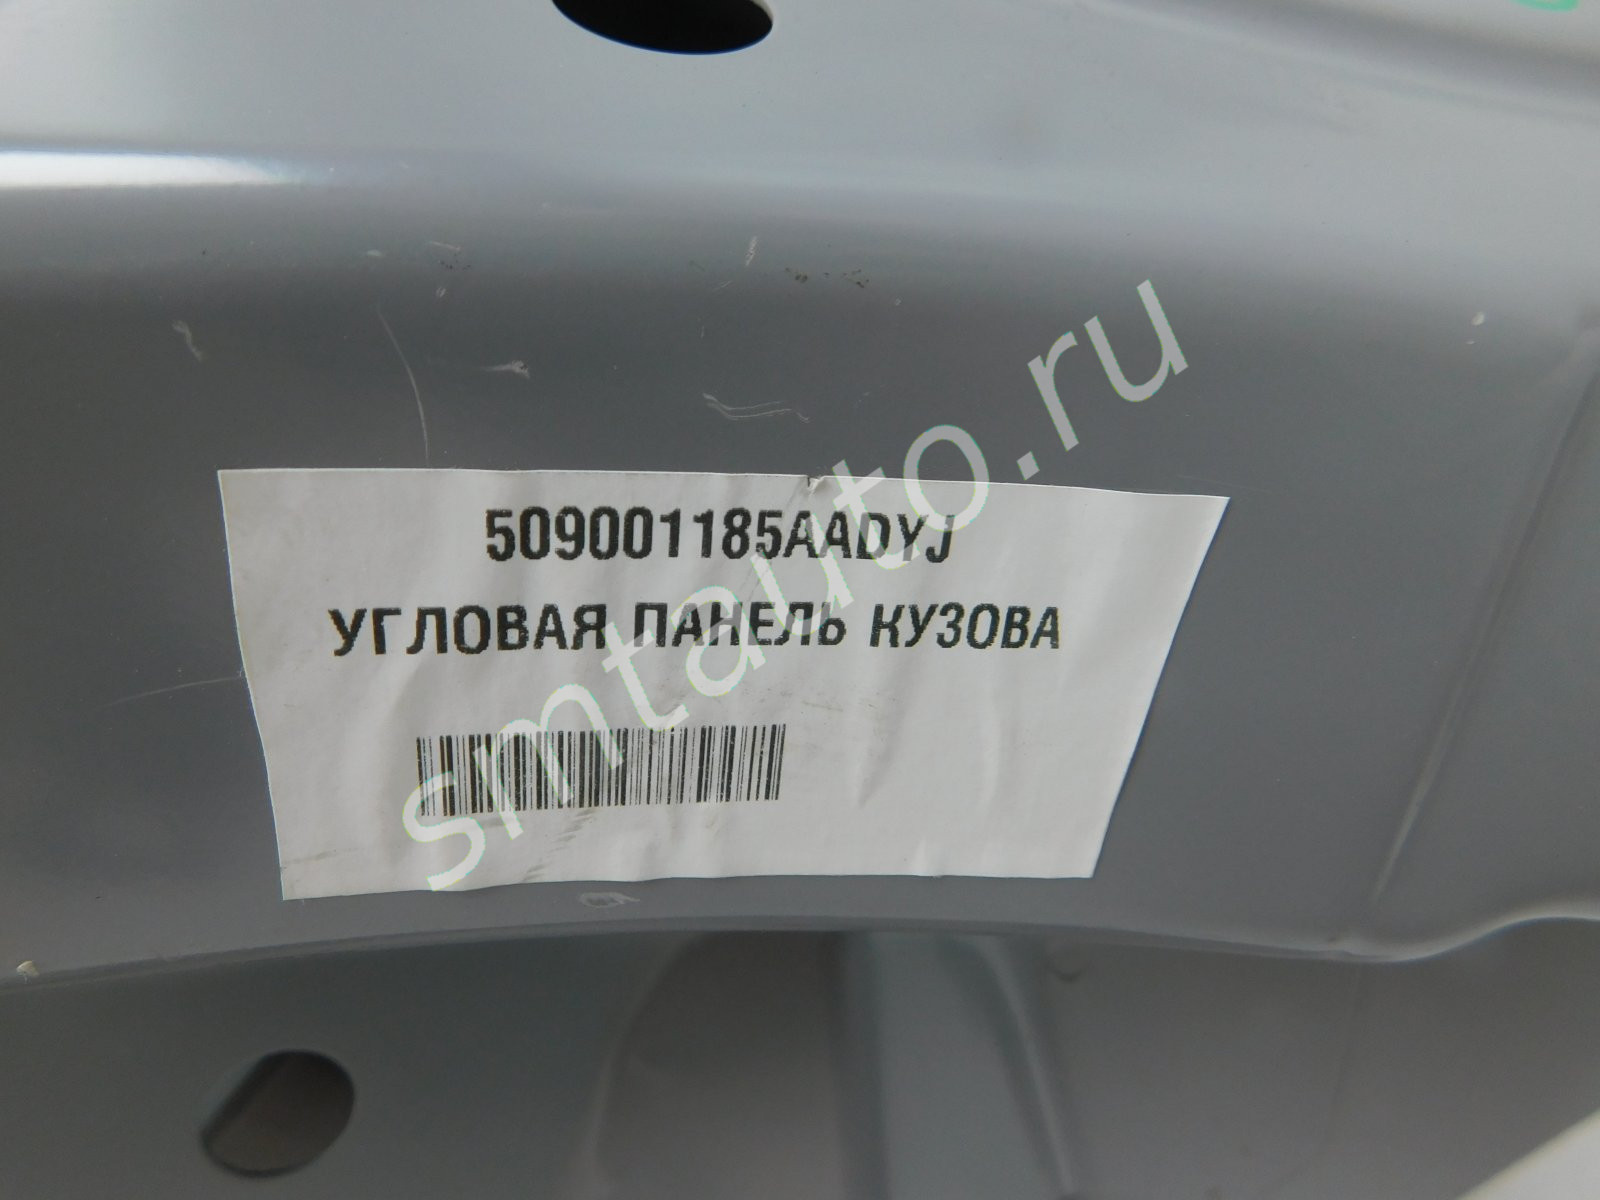 509001185AADYJ
УГЛОВАЯ ПАНЕЛЬ КУЗОВА
smtauto.ru